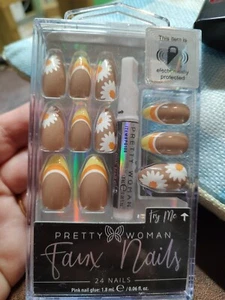 This item is
electronically
protected
PRETTY WOMAN
Try Me ↑
PRETTY WOMAN
Faux Nails
24 NAILS
Pink nail glue: 1.8 mL ℮ / 0.06 fl. oz.